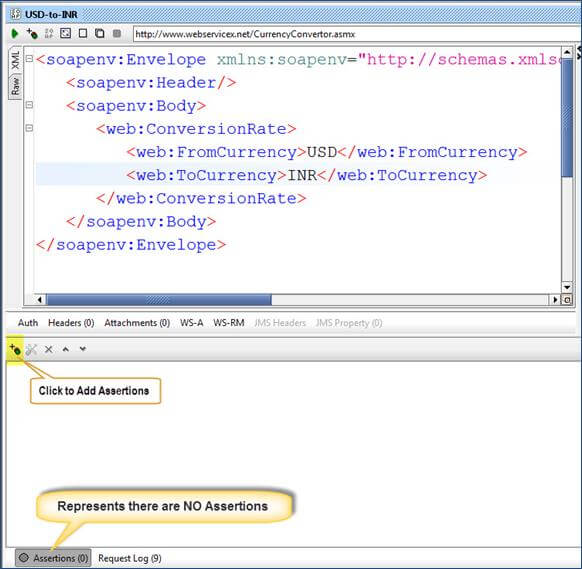 USD-to-INR
http://www.webservicex.net/CurrencyConvertor.asmx
XML
Raw
<soapenv:Envelope xmlns:soapenv="http://schemas.xmls
<soapenv:Header/>
<soapenv:Body>
<web:ConversionRate>
<web:FromCurrency>USD</web:FromCurrency>
<web:ToCurrency>INR</web:ToCurrency>
</web:ConversionRate>
</soapenv:Body>
</soapenv:Envelope>
Auth Headers (0) Attachments (0) WS-A WS-RM JMS Headers JMS Property (0)
Click to Add Assertions
Represents there are NO Assertions
Assertions (0) Request Log (9)